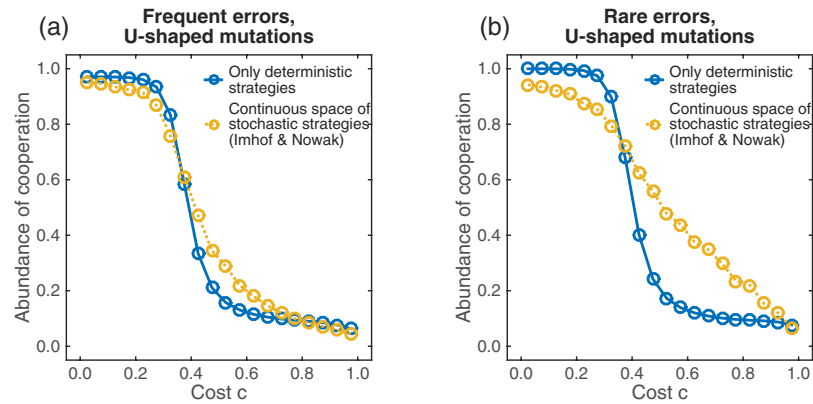 (a)
Frequent errors,
U-shaped mutations
Abundance of cooperation
1.0
0.8
0.6
0.4
0.2
0.0
Only deterministic
strategies
Continuous space of
stochastic strategies
(Imhof & Nowak)
0.0 0.2 0.4 0.6 0.8 1.0
Cost c
(b)
Rare errors,
U-shaped mutations
Abundance of cooperation
1.0
0.8
0.6
0.4
0.2
0.0
Only deterministic
strategies
Continuous space of
stochastic strategies
(Imhof & Nowak)
0.0 0.2 0.4 0.6 0.8 1.0
Cost c